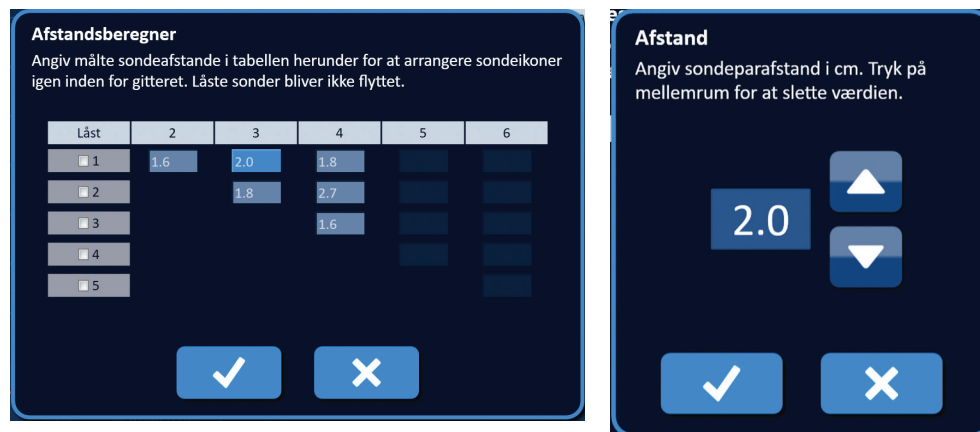 Afstandsberegner
Angiv målte sondeafstande i tabellen herunder for at arrangere sondeikoner
igen inden for gitteret. Låste sonder bliver ikke flyttet.
Låst 2 3 4 5 6
1 1.6 2.0 1.8
2 1.8 2.7
3 1.6
4
5
Afstand
Angiv sondeparafstand i cm. Tryk på
mellemrum for at slette værdien.
2.0